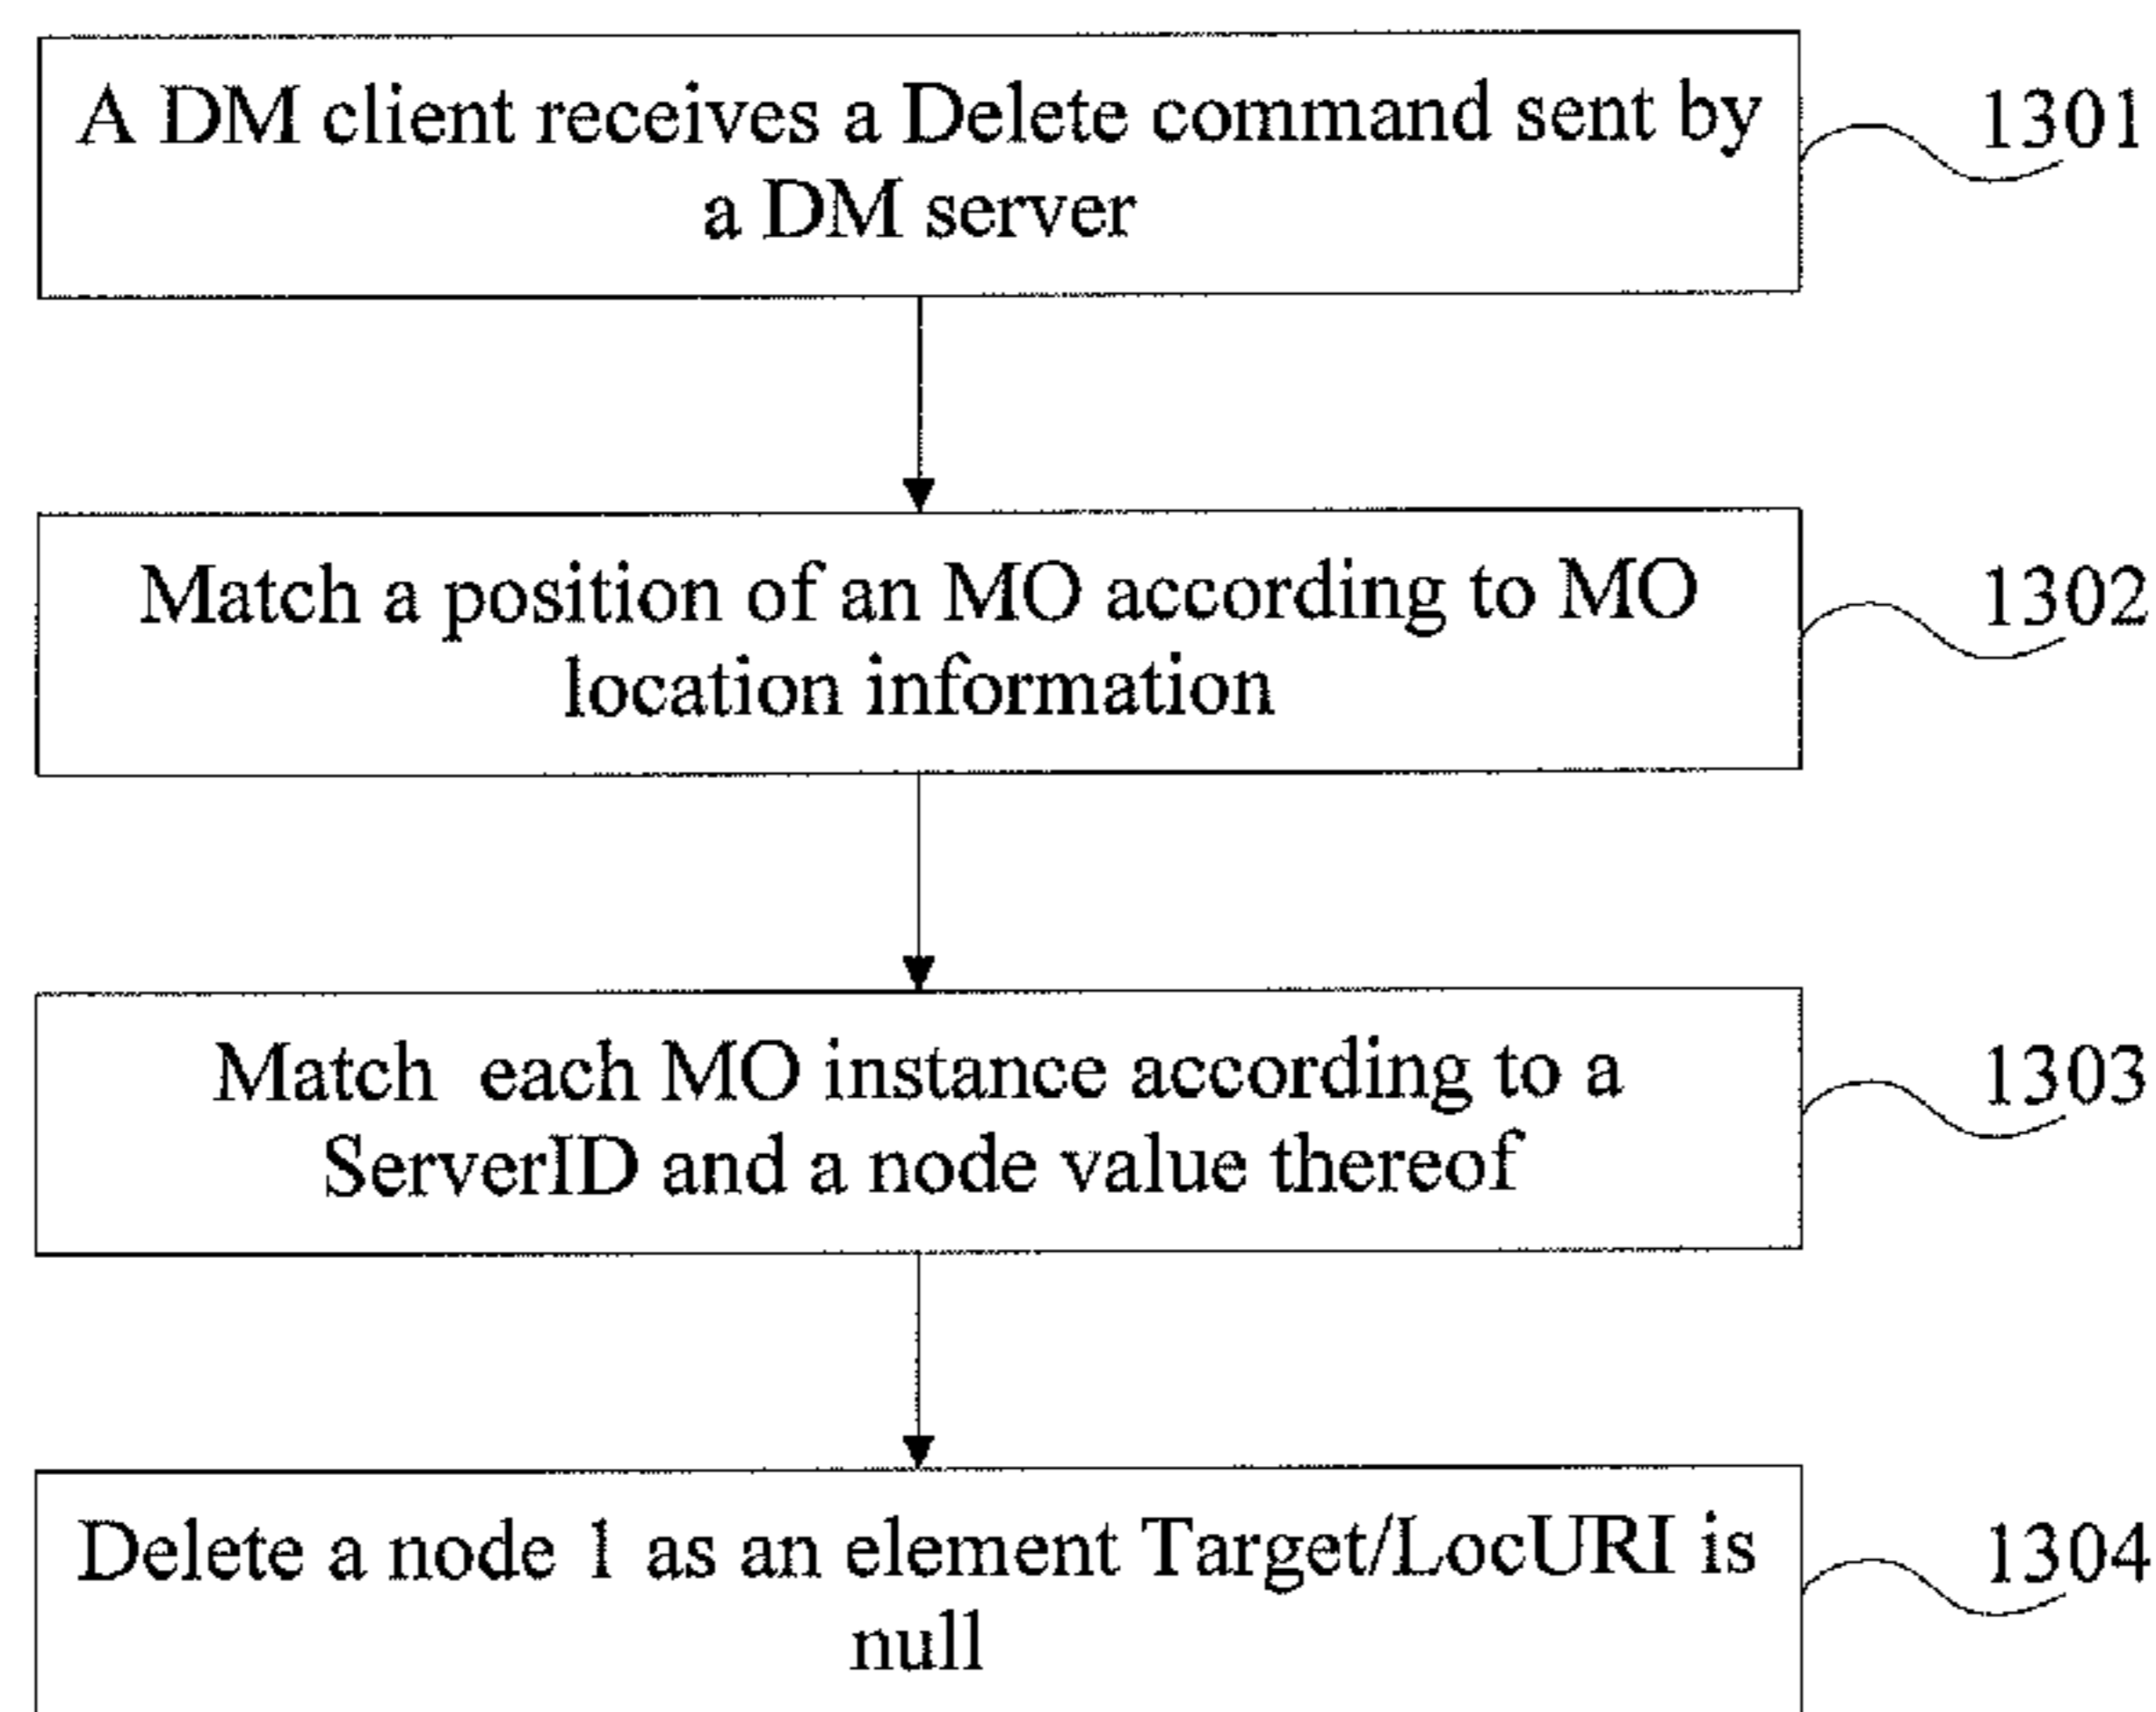 A DM client receives a Delete command sent by
a DM server
1301
Match a position of an MO according to MO
location information
1302
Match each MO instance according to a
ServerID and a node value thereof
1303
Delete a node 1 as an element Target/LocURI is
null
1304